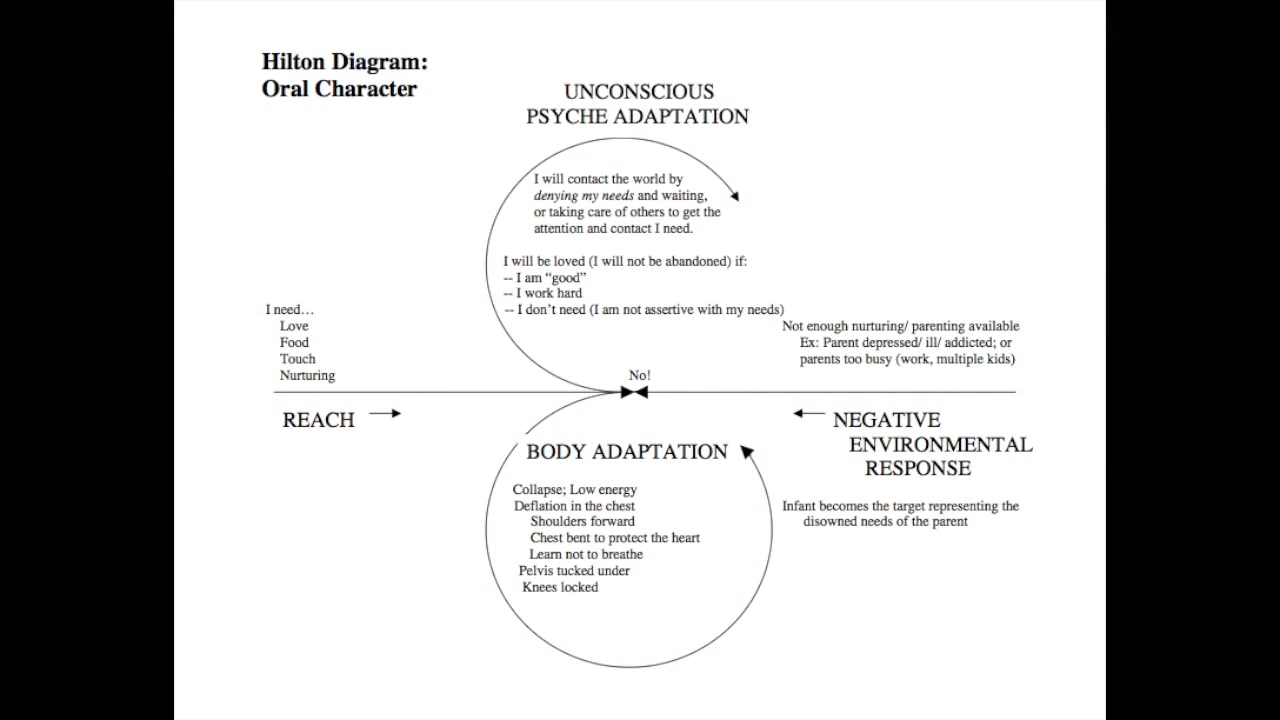 Hilton Diagram:
Oral Character
UNCONSCIOUS
PSYCHE ADAPTATION
I will contact the world by
denying my needs and waiting,
or taking care of others to get the
attention and contact I need.
I will be loved (I will not be abandoned) if:
-- I am “good”
-- I work hard
-- I don’t need (I am not assertive with my needs)
I need…
Love
Food
Touch
Nurturing
Not enough nurturing/ parenting available
Ex: Parent depressed/ ill/ addicted; or
parents too busy (work, multiple kids)
No!
REACH
NEGATIVE
ENVIRONMENTAL
RESPONSE
BODY ADAPTATION
Collapse; Low energy
Deflation in the chest
Shoulders forward
Chest bent to protect the heart
Learn not to breathe
Pelvis tucked under
Knees locked
Infant becomes the target representing the
disowned needs of the parent